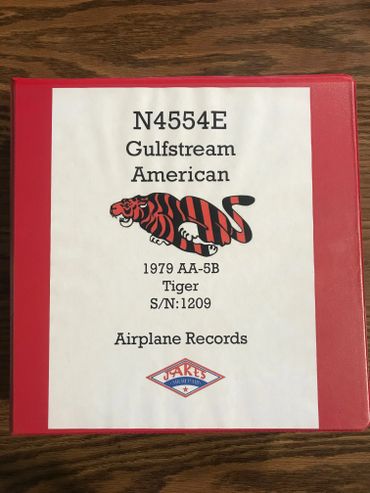 N4554E
Gulfstream
American
1979 AA-5B
Tiger
S/N:1209
Airplane Records
JAKES